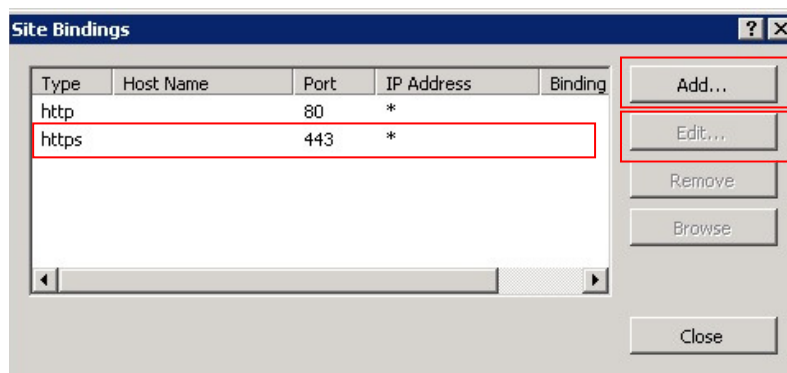 Site Bindings
Type Host Name Port IP Address Binding
http 80 *
https 443 *
Add...
Edit...
Remove
Browse
Close